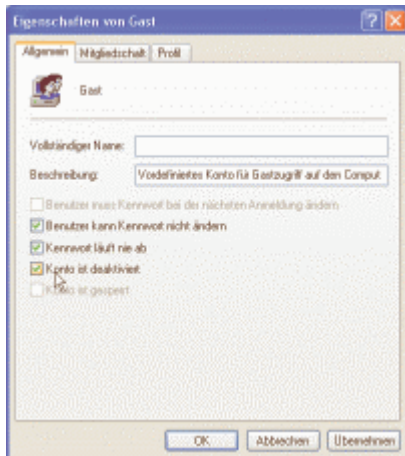 Eigenschaften von Gast
Allgemein Mitgliedschaft Profil
Gast
Vollständiger Name:
Beschreibung: Vordefiniertes Konto für Gastzugriff auf den Comput
Benutzer muss Kennwort bei der nächsten Anmeldung ändern
Benutzer kann Kennwort nicht ändern
Kennwort läuft nie ab
Konto ist deaktiviert
Konto ist gesperrt
OK Abbrechen Übernehmen